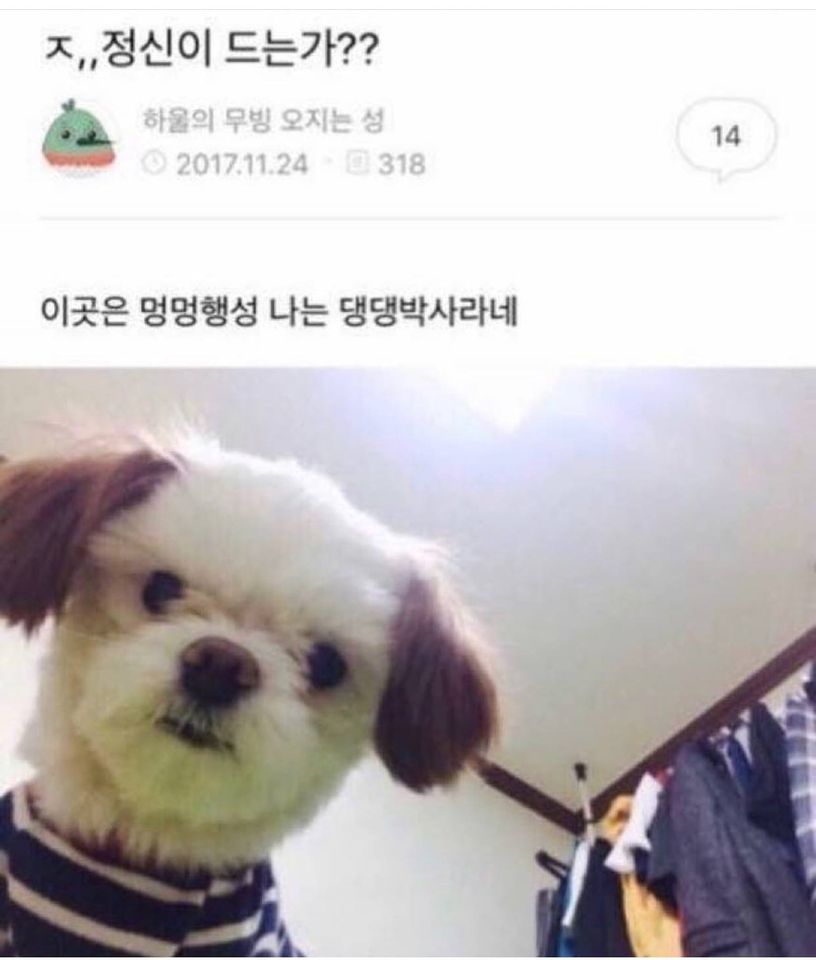 ㅈ,,정신이 드는가??
하울의 무빙 오지는 성
14
2017.11.24 318
이곳은 멍멍행성 나는 댕댕박사라네